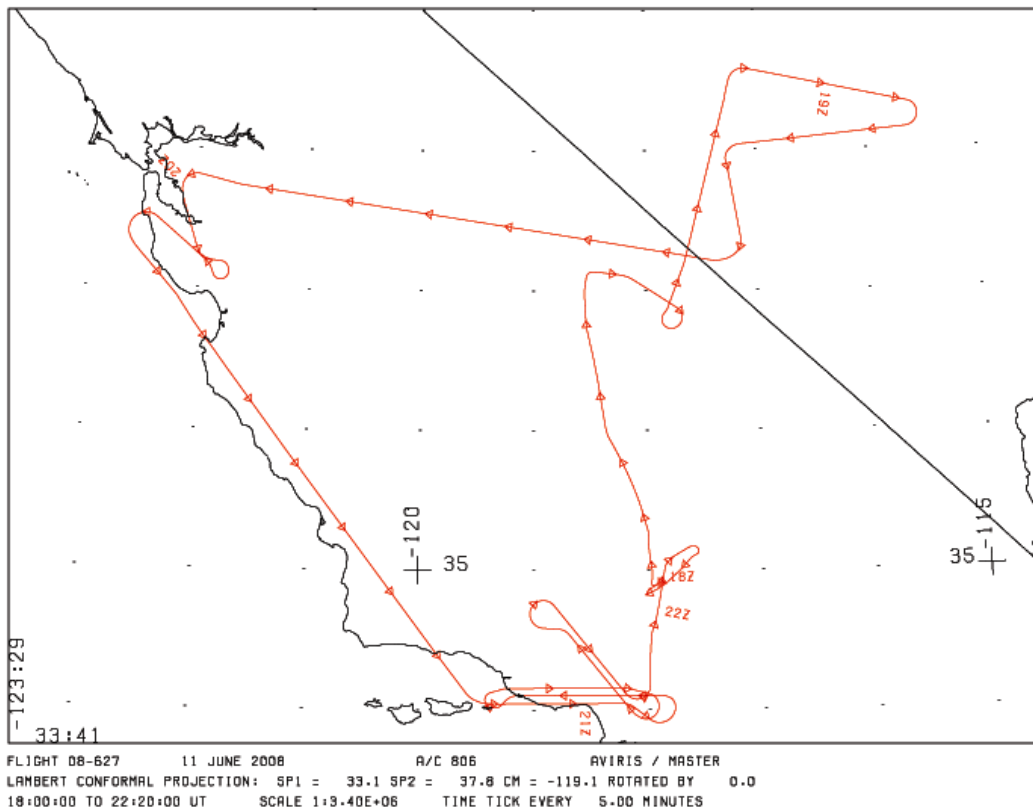 19Z
20Z
-120
35
-115
35
18Z
22Z
-123:29
21Z
33:41
FLIGHT 08-627 11 JUNE 2008 A/C 806 AVIRIS / MASTER
LAMBERT CONFORMAL PROJECTION: SP1 = 33.1 SP2 = 37.8 CM = -119.1 ROTATED BY 0.0
18:00:00 TO 22:20:00 UT SCALE 1:3.40E+06 TIME TICK EVERY 5.00 MINUTES